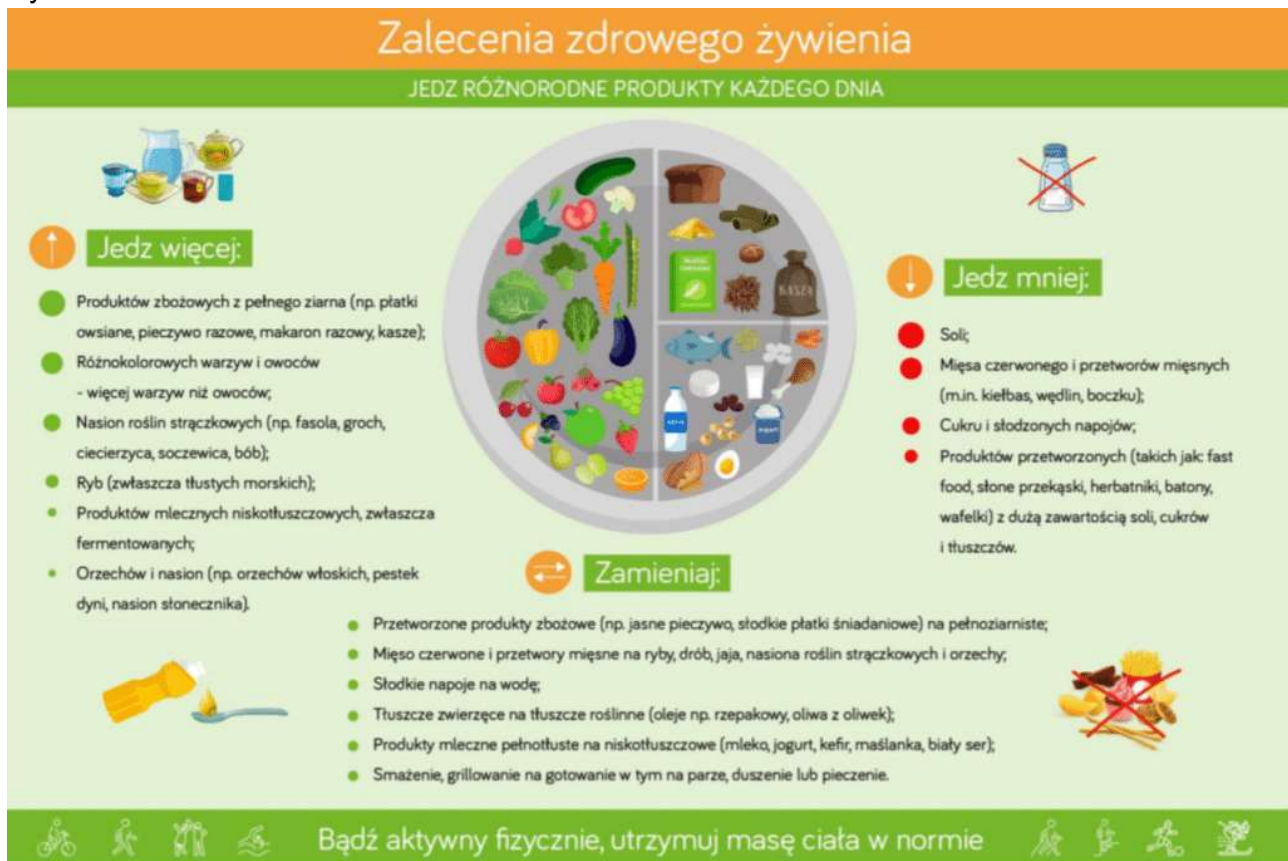 Zalecenia zdrowego żywienia
JEDZ RÓŻNORODNE PRODUKTY KAŻDEGO DNIA
Jedz więcej:
Produktów zbożowych z pełnego ziarna (np. płatki
owsiane, pieczywo razowe, makaron razowy, kasze);
Różnokolorowych warzyw i owoców
- więcej warzyw niż owoców;
Nasion roślin strączkowych (np. fasola, groch,
ciecierzyca, soczewica, bób);
Ryb (zwłaszcza tłustych morskich);
Produktów mlecznych niskotłuszczowych, zwłaszcza
fermentowanych;
Orzechów i nasion (np. orzechów włoskich, pestek
dyni, nasion słonecznika).
KASZA
Jedz mniej:
Soli;
Mięsa czerwonego i przetworów mięsnych
(m.in. kiełbas, wędlin, boczku);
Cukru i słodzonych napojów;
Produktów przetworzonych (takich jak: fast
food, słone przekąski, herbatniki, batony,
wafelki) z dużą zawartością soli, cukrów
i tłuszczów.
Zamieniaj:
Przetworzone produkty zbożowe (np. jasne pieczywo, słodkie płatki śniadaniowe) na pełnoziarniste;
Mięso czerwone i przetwory mięsne na ryby, drób, jaja, nasiona roślin strączkowych i orzechy;
Słodkie napoje na wodę;
Tłuszcze zwierzęce na tłuszcze roślinne (oleje np. rzepakowy, oliwa z oliwek);
Produkty mleczne pełnotłuste na niskotłuszczowe (mleko, jogurt, kefir, maślanka, biały ser);
Smażenie, grillowanie na gotowanie w tym na parze, duszenie lub pieczenie.
Bądź aktywny fizycznie, utrzymuj masę ciała w normie